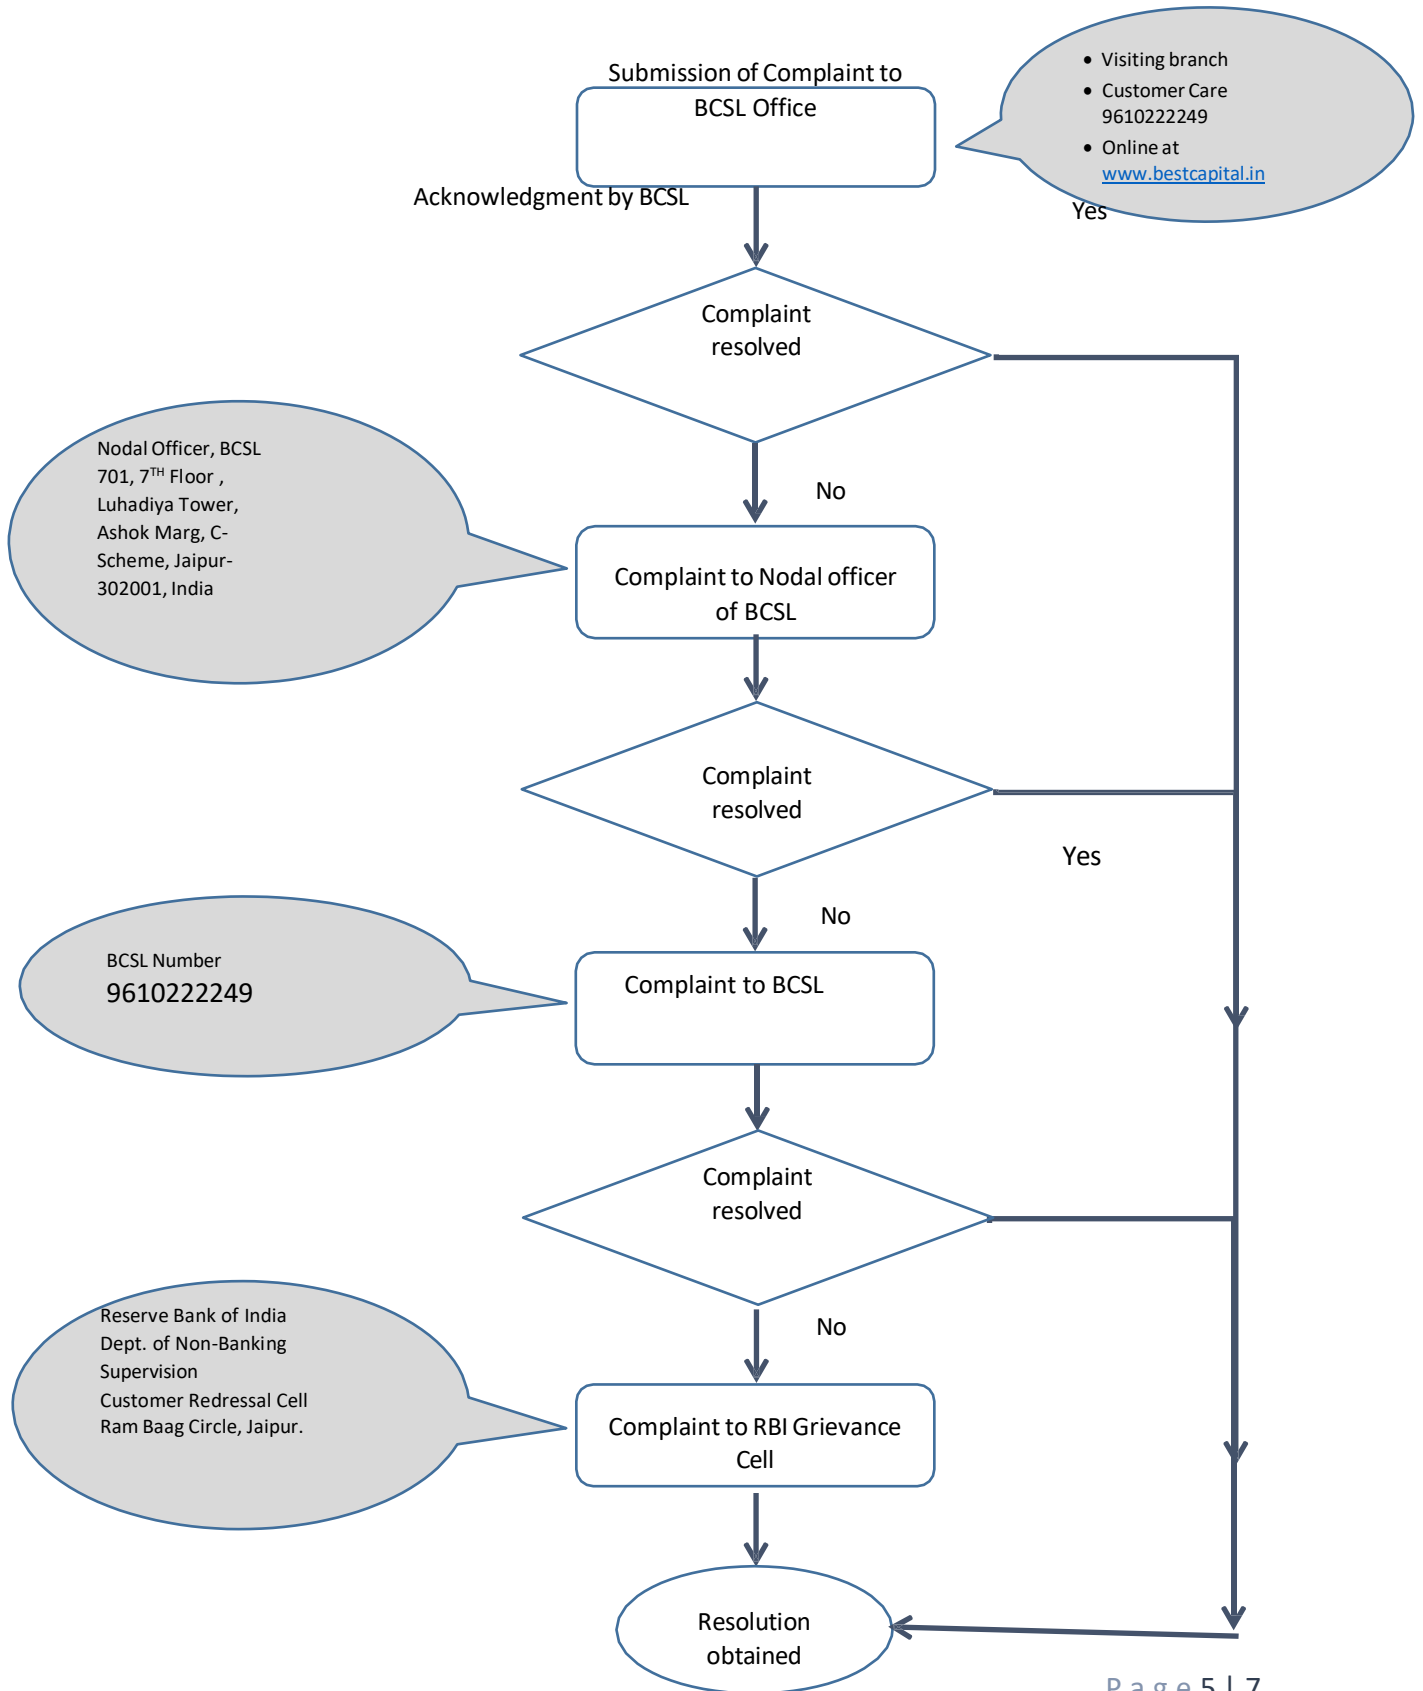 Submission of Complaint to
BCSL Office
• Visiting branch
• Customer Care
9610222249
• Online at
www.bestcapital.in
Acknowledgment by BCSL
Yes
Complaint
resolved
Nodal Officer, BCSL
701, 7TH Floor ,
Luhadiya Tower,
Ashok Marg, C-
Scheme, Jaipur-
302001, India
No
Complaint to Nodal officer
of BCSL
Complaint
resolved
Yes
No
BCSL Number
9610222249
Complaint to BCSL
Complaint
resolved
Reserve Bank of India
Dept. of Non-Banking
Supervision
Customer Redressal Cell
Ram Baag Circle, Jaipur.
No
Complaint to RBI Grievance
Cell
Resolution
obtained
Page 5 | 7